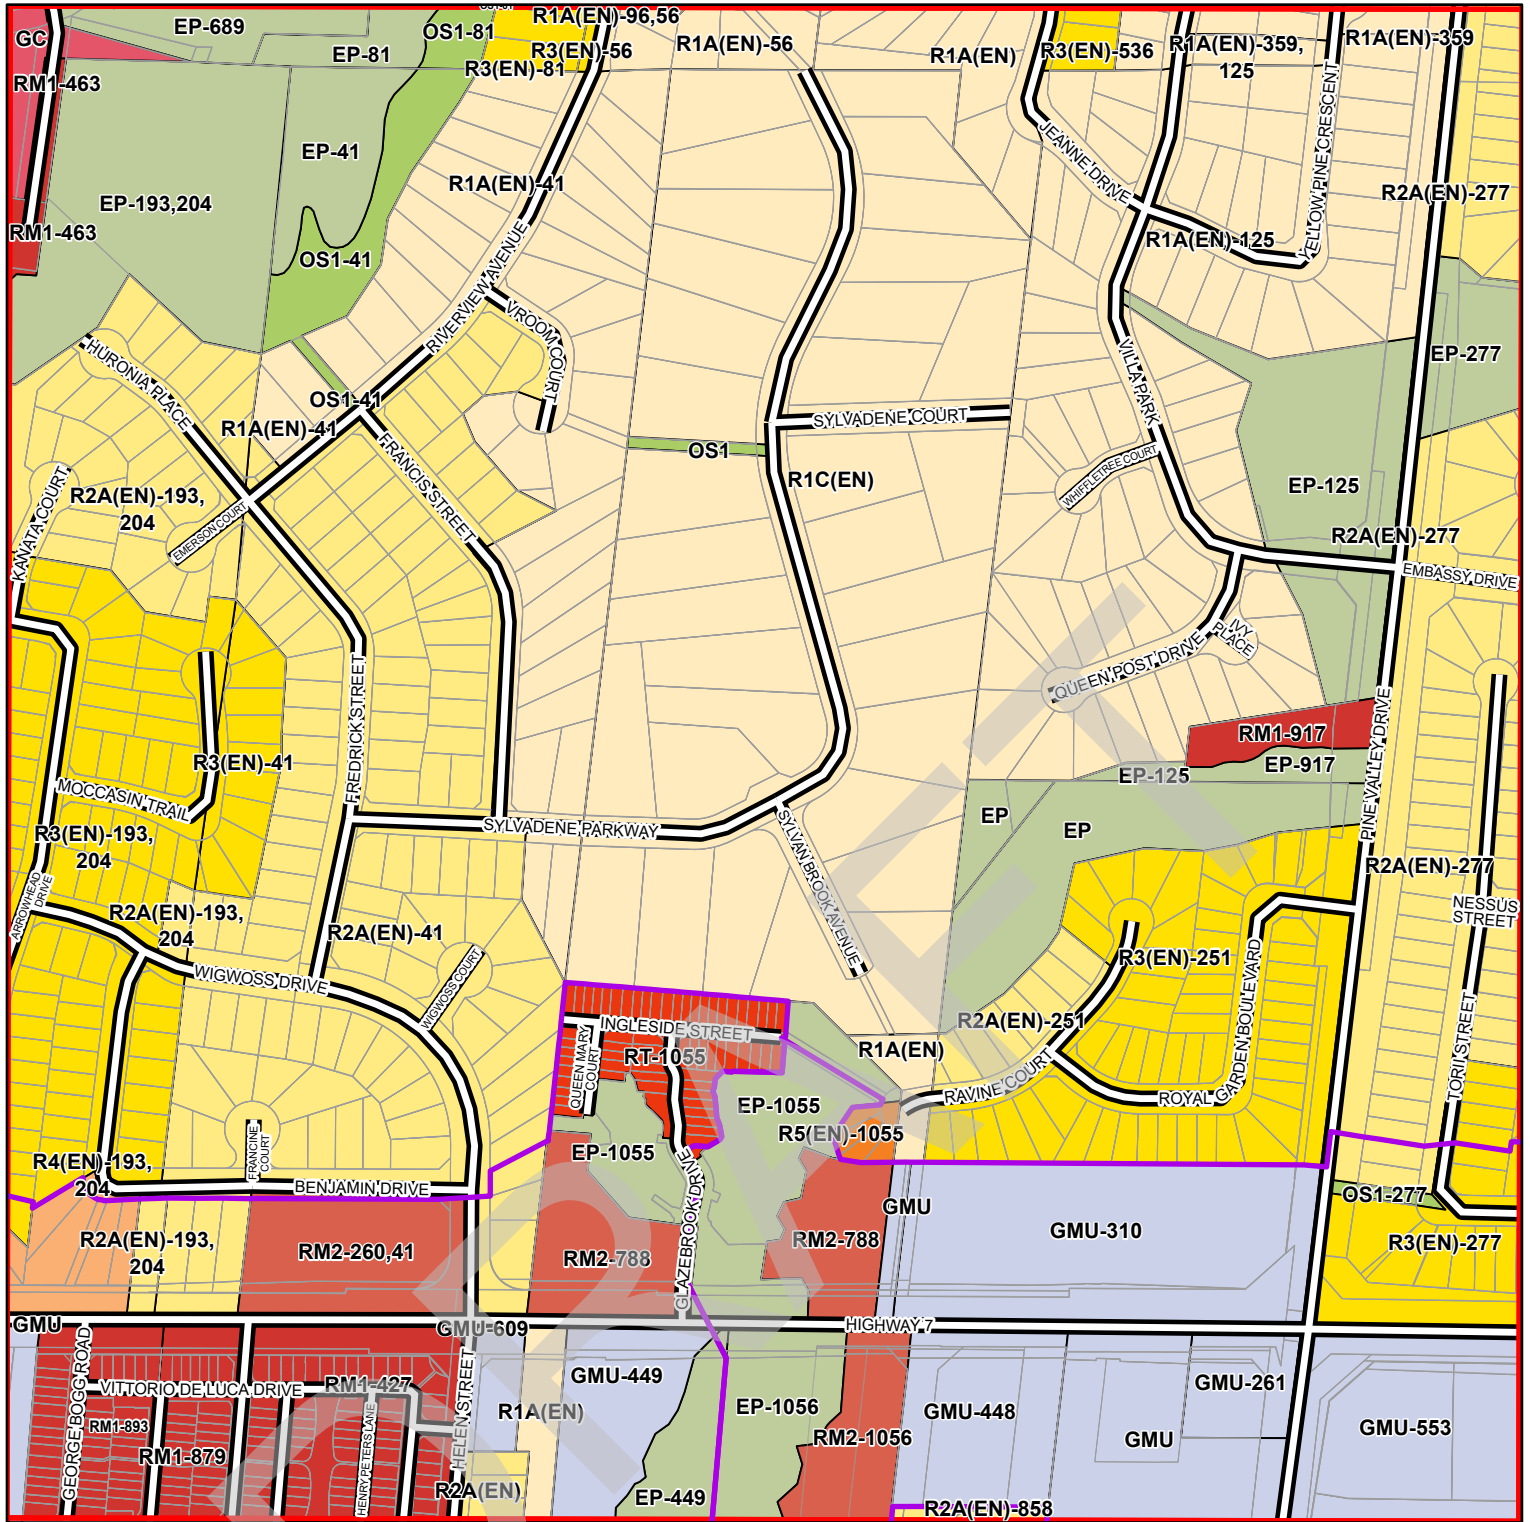 EP-689
GC
EP-81
OS1-81
R1A(EN)-96,56
R3(EN)-56
R3(EN)-81
R1A(EN)-56
R1A(EN)
R3(EN)-536
R1A(EN)-359,
125
R1A(EN)-359
RM1-463
EP-41
EP-193,204
R1A(EN)-41
JEANNE DRIVE
YELLOW PINE CRESCENT
R2A(EN)-277
RM1-463
OS1-41
R1A(EN)-125
RIVERVIEW AVENUE
VROOM COURT
HURONIA PLACE
VILLA PARK
EP-277
OS1-41
R1A(EN)-41
FRANCIS STREET
SYLVADENE COURT
OS1
R1C(EN)
WHIFFLETREE COURT
KANATA COURT
R2A(EN)-193,
204
EMERSON COURT
EP-125
R2A(EN)-277
EMBASSY DRIVE
IVY
PLACE
QUEEN POST DRIVE
FREDRICK STREET
PINE VALLEY DRIVE
RM1-917
EP-917
EP-125
R3(EN)-41
MOCCASIN TRAIL
R3(EN)-193,
204
SYLVADENE PARKWAY
SYLVAN BROOK AVENUE
EP
EP
R2A(EN)-277
ARROWHEAD
DRIVE
R2A(EN)-193,
204
R2A(EN)-41
NESSUS
STREET
WIGWOSS DRIVE
WIGWOSS COURT
R3(EN)-251
R2A(EN)-251
GARDEN BOULEVARD
ROYAL
RAVINE COURT
TORII STREET
INGLESIDE STREET
QUEEN MARY
COURT
RT-1055
R1A(EN)
EP-1055
R5(EN)-1055
EP-1055
FRANCINE
COURT
R4(EN)-193,
204
BENJAMIN DRIVE
GLAZEBROOK DRIVE
OS1-277
GMU
GMU-310
R2A(EN)-193,
204
RM2-260,41
RM2-788
RM2-788
R3(EN)-277
GMU
GMU-609
HIGHWAY 7
GEORGE BOGG ROAD
VITTORIO DE LUCA DRIVE
RM1-427
HELEN STREET
GMU-449
GMU-261
R1A(EN)
EP-1056
GMU-448
RM1-893
RM1-879
HENRY PETERS LANE
RM2-1056
GMU
GMU-553
R2A(EN)
EP-449
R2A(EN)-858
DRAFT